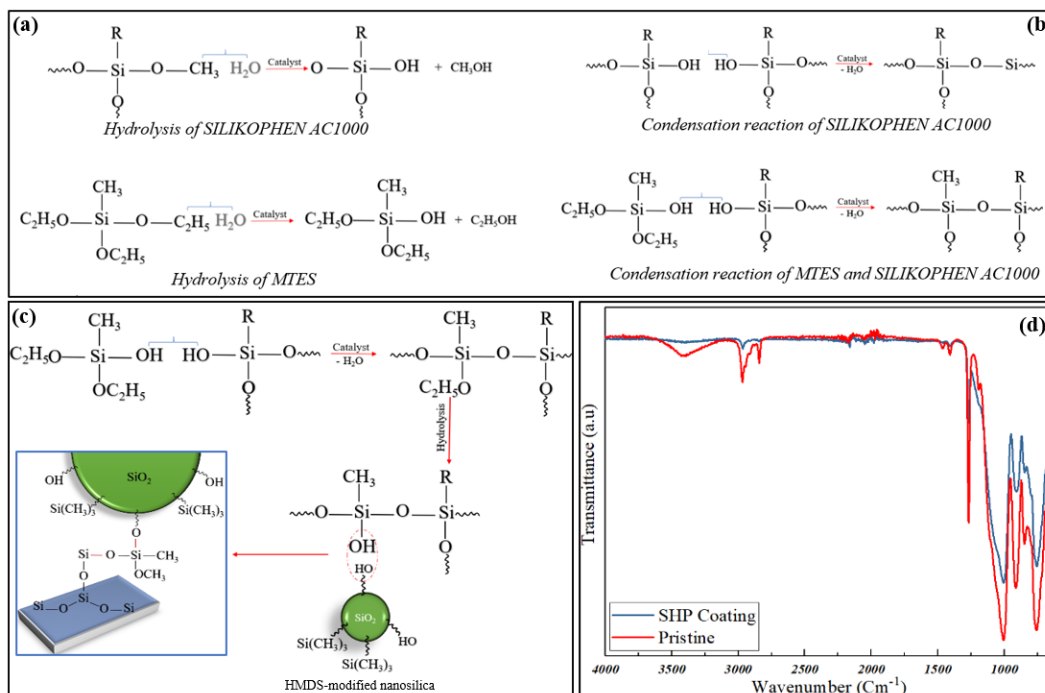 (a)
R
O Si O CH₃ H₂O Catalyst O Si OH + CH₃OH
O
R
O
Hydrolysis of SILIKOPHEN AC1000
CH₃
C₂H₅O Si O C₂H₅ H₂O Catalyst C₂H₅O Si OH + C₂H₅OH
OC₂H₅
CH₃
OC₂H₅
Hydrolysis of MTES
(b)
R R R
O Si OH HO Si O Catalyst - H₂O O Si O Si
O O O
Condensation reaction of SILIKOPHEN AC1000
CH₃ R CH₃ R
C₂H₅O Si OH HO Si O Catalyst - H₂O O Si O Si
OC₂H₅ O OC₂H₅ O
Condensation reaction of MTES and SILIKOPHEN AC1000
(c)
CH₃ R CH₃ R
C₂H₅O Si OH HO Si O Catalyst - H₂O O Si O Si
OC₂H₅ O C₂H₅O O
Hydrolysis
CH₃ R
O Si O Si
OH O
HO
SiO₂
HO
Si(CH₃)₃
Si(CH₃)₃
HMDS-modified nanosilica
SiO₂
OH OH
Si(CH₃)₃ Si(CH₃)₃
O
Si O Si CH₃
O OCH₃
Si Si Si
O O
(d)
Transmittance (a.u)
SHP Coating
Pristine
4000 3500 3000 2500 2000 1500 1000
Wavenumber (Cm⁻¹)